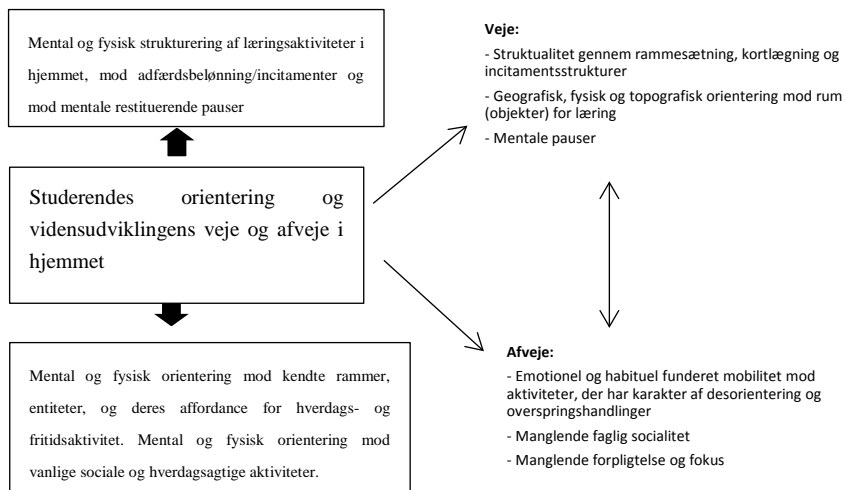 Mental og fysisk strukturering af læringsaktiviteter i
hjemmet, mod adfærdsbelønning/incitamenter og
mod mentale restituerende pauser
Studerendes orientering og
vidensudviklingens veje og afveje i
hjemmet
Mental og fysisk orientering mod kendte rammer,
entiteter, og deres affordance for hverdags- og
fritidsaktivitet. Mental og fysisk orientering mod
vanlige sociale og hverdagsagtige aktiviteter.
Veje:
- Struktualitet gennem rammesætning, kortlægning og
incitamentsstrukturer
- Geografisk, fysisk og topografisk orientering mod rum
(objekter) for læring
- Mentale pauser
Afveje:
- Emotionel og habituel funderet mobilitet mod
aktiviteter, der har karakter af desorientering og
overspringshandlinger
- Manglende faglig socialitet
- Manglende forpligtelse og fokus